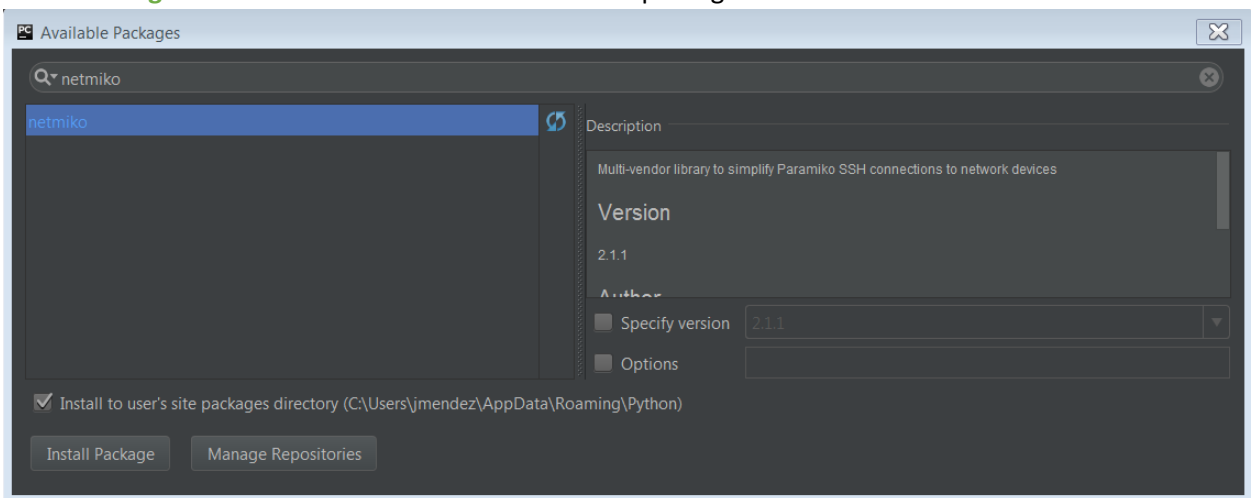 Available Packages
netmiko
netmiko
Description
Multi-vendor library to simplify Paramiko SSH connections to network devices
Version
2.1.1
Author
Specify version 2.1.1
Options
Install to user's site packages directory (C:\Users\jmendez\AppData\Roaming\Python)
Install Package Manage Repositories